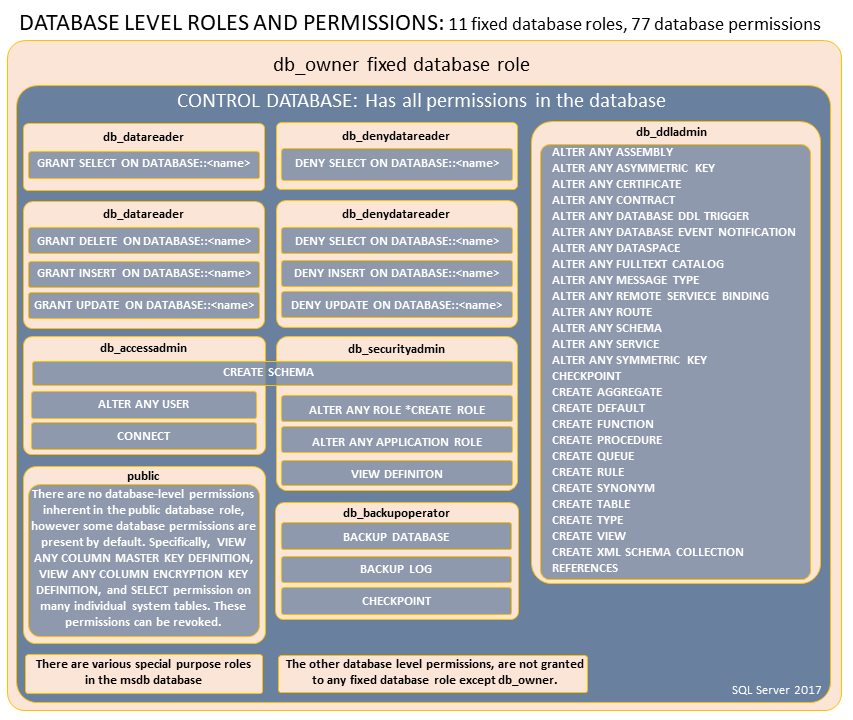 DATABASE LEVEL ROLES AND PERMISSIONS: 11 fixed database roles, 77 database permissions
db_owner fixed database role
CONTROL DATABASE: Has all permissions in the database
db_datareader
GRANT SELECT ON DATABASE::<name>
db_denydatareader
DENY SELECT ON DATABASE::<name>
db_datareader
GRANT DELETE ON DATABASE::<name>
GRANT INSERT ON DATABASE::<name>
GRANT UPDATE ON DATABASE::<name>
db_denydatareader
DENY SELECT ON DATABASE::<name>
DENY INSERT ON DATABASE::<name>
DENY UPDATE ON DATABASE::<name>
db_accessadmin
db_securityadmin
CREATE SCHEMA
ALTER ANY USER
CONNECT
ALTER ANY ROLE *CREATE ROLE
ALTER ANY APPLICATION ROLE
VIEW DEFINITON
public
There are no database-level permissions
inherent in the public database role,
however some database permissions are
present by default. Specifically, VIEW
ANY COLUMN MASTER KEY DEFINITION,
VIEW ANY COLUMN ENCRYPTION KEY
DEFINITION, and SELECT permission on
many individual system tables. These
permissions can be revoked.
db_backupoperator
BACKUP DATABASE
BACKUP LOG
CHECKPOINT
db_ddladmin
ALTER ANY ASSEMBLY
ALTER ANY ASYMMETRIC KEY
ALTER ANY CERTIFICATE
ALTER ANY CONTRACT
ALTER ANY DATABASE DDL TRIGGER
ALTER ANY DATABASE EVENT NOTIFICATION
ALTER ANY DATASPACE
ALTER ANY FULLTEXT CATALOG
ALTER ANY MESSAGE TYPE
ALTER ANY REMOTE SERVIECE BINDING
ALTER ANY ROUTE
ALTER ANY SCHEMA
ALTER ANY SERVICE
ALTER ANY SYMMETRIC KEY
CHECKPOINT
CREATE AGGREGATE
CREATE DEFAULT
CREATE FUNCTION
CREATE PROCEDURE
CREATE QUEUE
CREATE RULE
CREATE SYNONYM
CREATE TABLE
CREATE TYPE
CREATE VIEW
CREATE XML SCHEMA COLLECTION
REFERENCES
There are various special purpose roles
in the msdb database
The other database level permissions, are not granted
to any fixed database role except db_owner.
SQL Server 2017